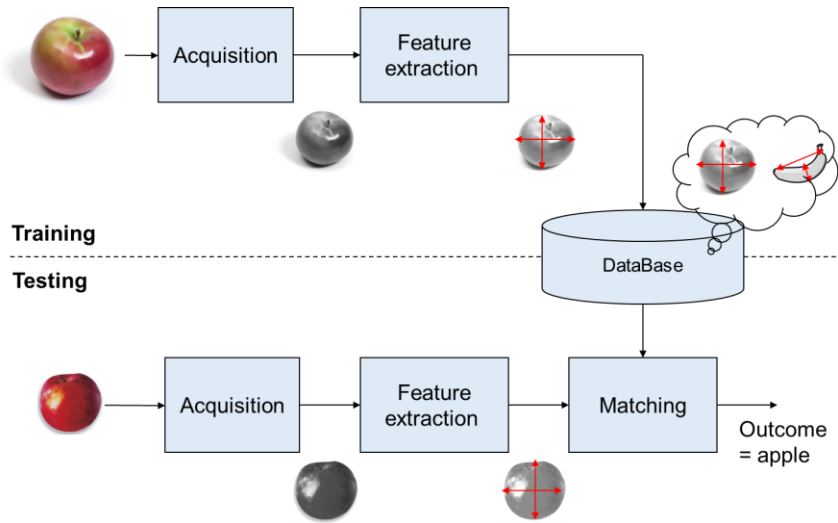 Acquisition
Feature
extraction
Training
DataBase
Testing
Acquisition
Feature
extraction
Matching
Outcome
= apple